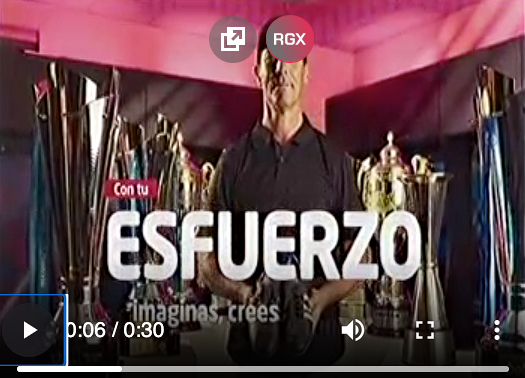 RGX
Con tu
ESFUERZO
Imaginas, crees
0:06 / 0:30